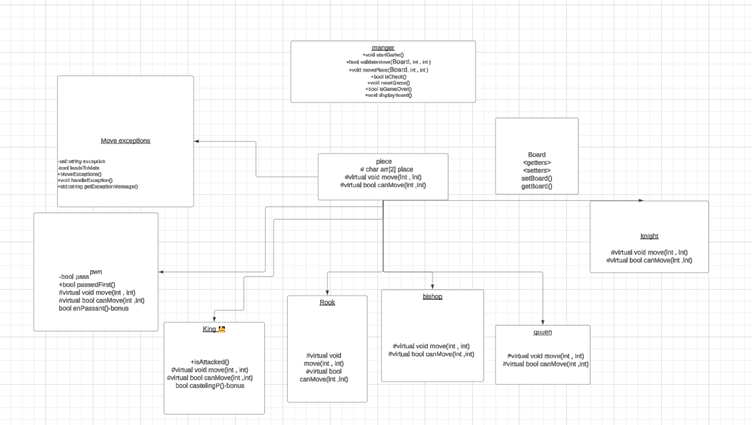 manger
+void startGame()
+bool validateMove(Board, int , int )
+void movePiece(Board, int , int )
+bool isCheck()
+void resetGame()
+bool isGameOver()
+void displayBoard()
Move exceptions
-std::string exception
-bool leadsToMate
+MoveExceptions()
+void handleException()
+std::string getExceptionMessage()
piece
# char arr[2] place
#virtual void move(int , int)
#virtual bool canMove(int ,int)
Board
<getters>
<setters>
setBoard()
getBoard()
knight
#virtual void move(int , int)
#virtual bool canMove(int ,int)
pwn
-bool pass
+bool passedFirst()
#virtual void move(int , int)
#virtual bool canMove(int ,int)
bool enPassant()-bonus
King
+isAttacked()
#virtual void move(int , int)
#virtual bool canMove(int ,int)
bool castelingP()-bonus
Rook
#virtual void
move(int , int)
#virtual bool
canMove(int ,int)
bishop
#virtual void move(int , int)
#virtual bool canMove(int ,int)
#virtual void move(int , int)
#virtual bool canMove(int ,int)